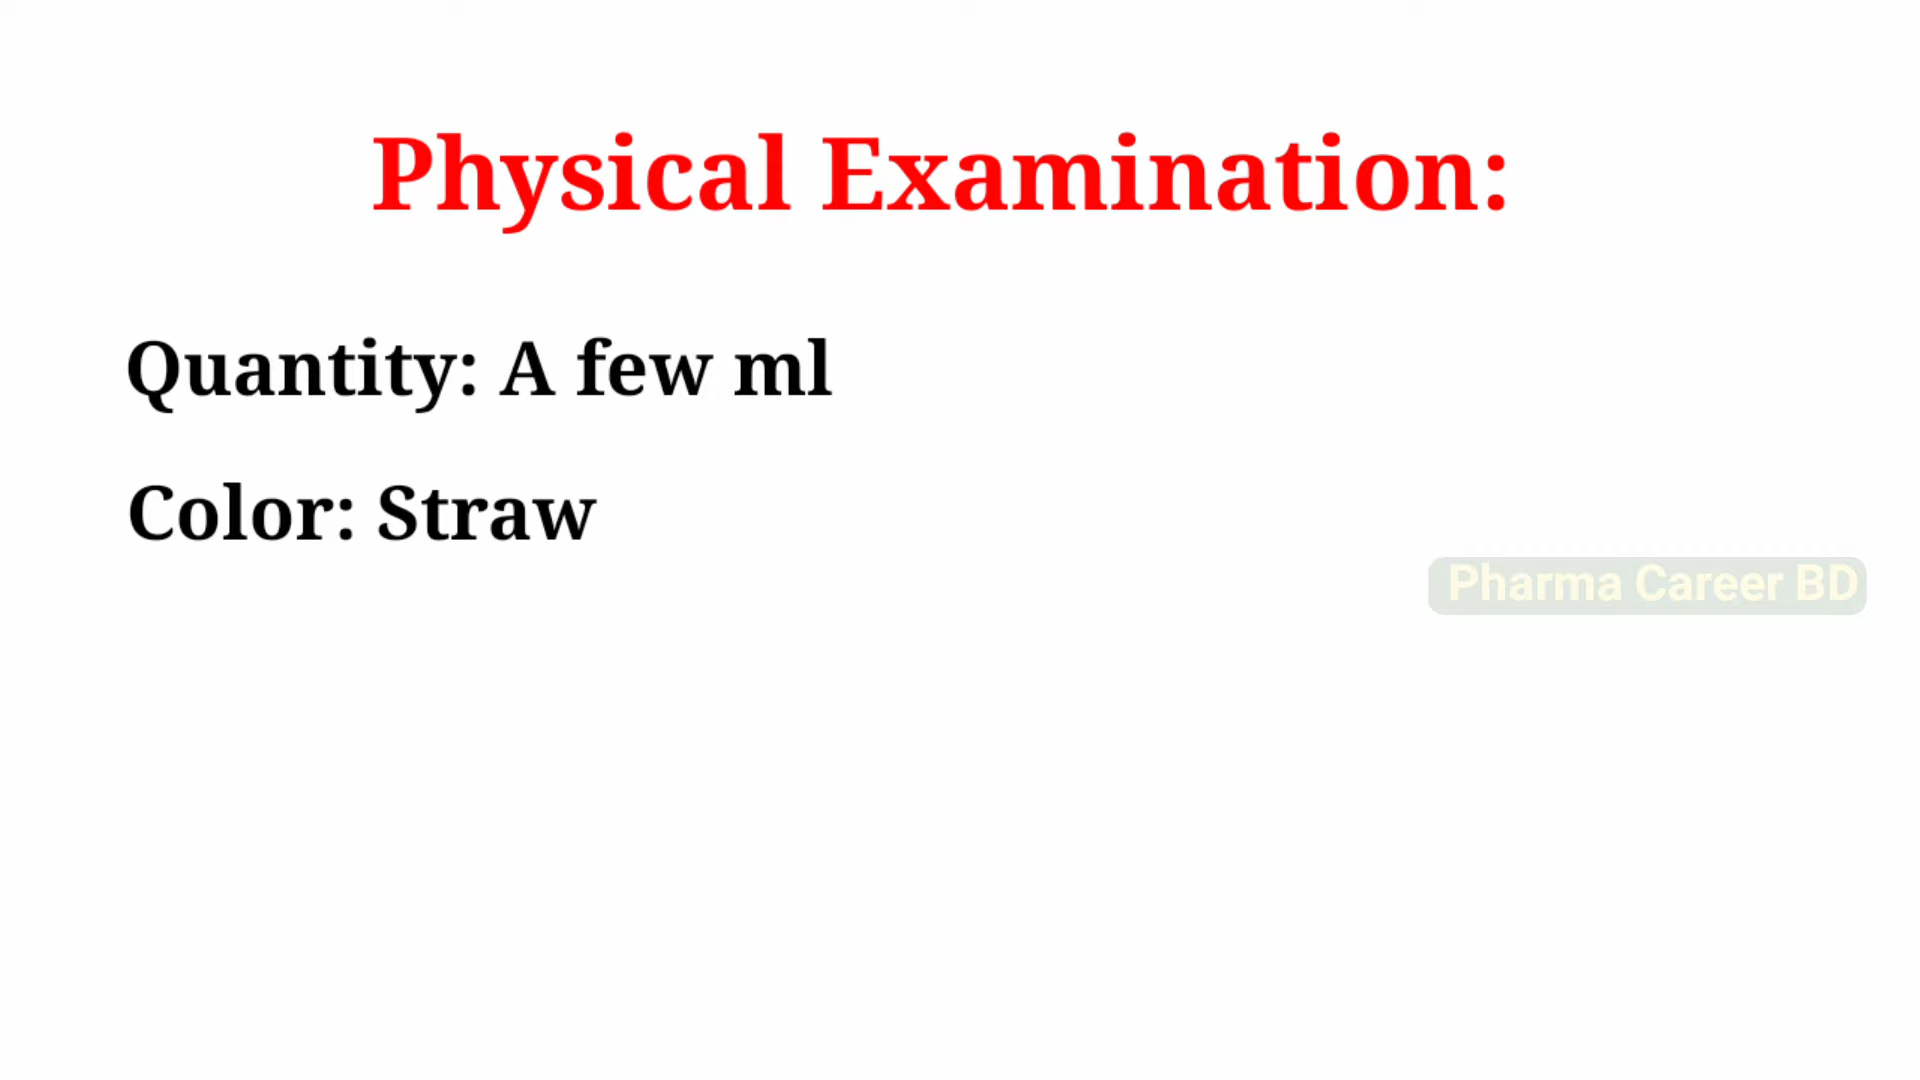 Physical Examination:
Quantity: A few ml
Color: Straw
Pharma Career BD